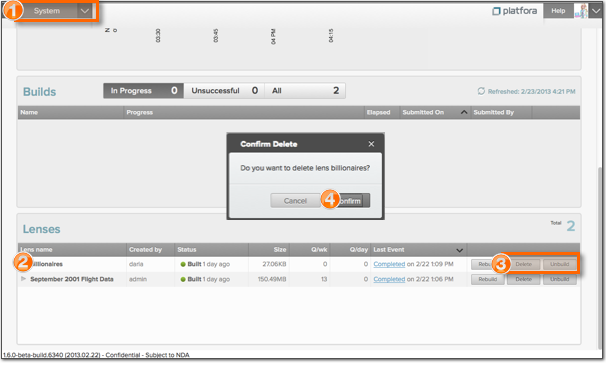 1 System
platfora Help
N
0
03:30
03:45
04 PM
04:15
Builds In Progress 0 Unsuccessful 0 All 2 Refreshed: 2/23/2013 4:21 PM
Name Progress Elapsed Submitted On Submitted By
Confirm Delete
Do you want to delete lens billionaires?
Cancel 4 onfirm
Lenses Total 2
Lens name Created by Status Size Q/wk Q/day Last Event
2 illionaires daria Built 1 day ago 27.06KB 0 0 Completed on 2/22 1:09 PM Rebu 3 Delete Unbuild
September 2001 Flight Data admin Built 1 day ago 150.49MB 13 0 Completed on 2/22 1:06 PM Rebuild Delete Unbuild
1.6.0-beta-build.6340 (2013.02.22) - Confidential - Subject to NDA